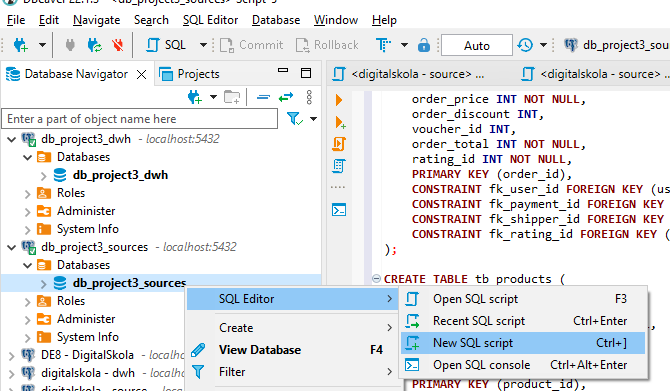 DBeaver 22.1.3 - <db_project3_sources> Script-9
File Edit Navigate Search SQL Editor Database Window Help
SQL Commit Rollback Auto db_project3_sou
Database Navigator Projects
Enter a part of object name here
db_project3_dwh - localhost:5432
Databases
db_project3_dwh
Roles
Administer
System Info
db_project3_sources - localhost:5432
Databases
db_project3_sources
Roles
Administer
System Info
DE8 - DigitalSkola
digitalskola - dwh
digitalskola - source
<digitalskola - source> ...
<digitalskola - source> ...
order_price INT NOT NULL,
order_discount INT,
voucher_id INT,
order_total INT NOT NULL,
rating_id INT NOT NULL,
PRIMARY KEY (order_id),
CONSTRAINT fk_user_id FOREIGN KEY (us
CONSTRAINT fk_payment_id FOREIGN KEY
CONSTRAINT fk_shipper_id FOREIGN KEY
CONSTRAINT fk_rating_id FOREIGN KEY (
);
CREATE TABLE tb_products (
PRIMARY KEY (product_id),
SQL Editor
Create
View Database F4
Filter
Open SQL script F3
Recent SQL script Ctrl+Enter
New SQL script Ctrl+]
Open SQL console Ctrl+Alt+Enter